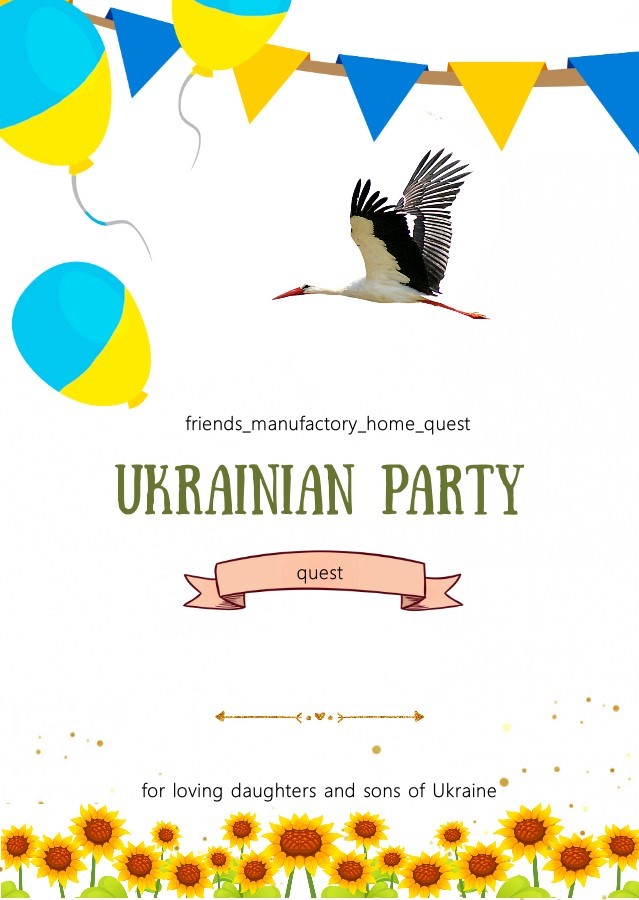 friends_manufactory_home_quest
UKRAINIAN PARTY
quest
for loving daughters and sons of Ukraine